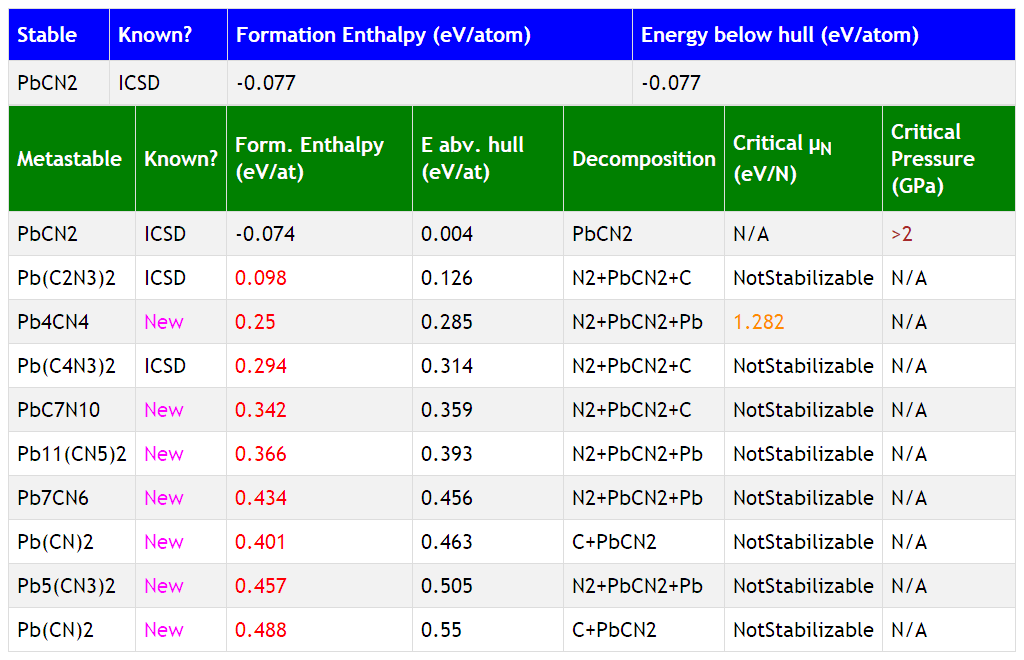 Stable Known? Formation Enthalpy (eV/atom) Energy below hull (eV/atom)
PbCN2 ICSD -0.077 -0.077
Metastable Known? Form. Enthalpy (eV/at) E abv. hull (eV/at) Decomposition Critical μN (eV/N) Critical Pressure (GPa)
PbCN2 ICSD -0.074 0.004 PbCN2 N/A >2
Pb(C2N3)2 ICSD 0.098 0.126 N2+PbCN2+C NotStabilizable N/A
Pb4CN4 New 0.25 0.285 N2+PbCN2+Pb 1.282 N/A
Pb(C4N3)2 ICSD 0.294 0.314 N2+PbCN2+C NotStabilizable N/A
PbC7N10 New 0.342 0.359 N2+PbCN2+C NotStabilizable N/A
Pb11(CN5)2 New 0.366 0.393 N2+PbCN2+Pb NotStabilizable N/A
Pb7CN6 New 0.434 0.456 N2+PbCN2+Pb NotStabilizable N/A
Pb(CN)2 New 0.401 0.463 C+PbCN2 NotStabilizable N/A
Pb5(CN3)2 New 0.457 0.505 N2+PbCN2+Pb NotStabilizable N/A
Pb(CN)2 New 0.488 0.55 C+PbCN2 NotStabilizable N/A